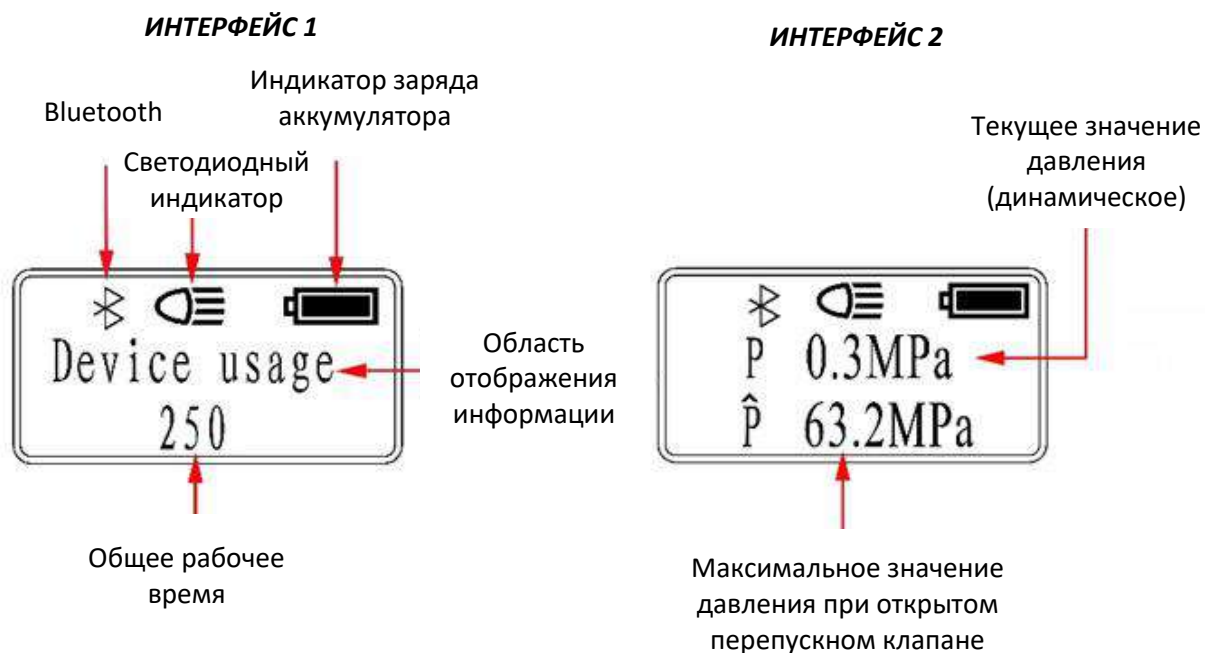 ИНТЕРФЕЙС 1
Bluetooth
Светодиодный
индикатор
Индикатор заряда
аккумулятора
Device usage
250
Область
отображения
информации
Общее рабочее
время
ИНТЕРФЕЙС 2
Текущее значение
давления
(динамическое)
P 0.3MPa
P̂ 63.2MPa
Максимальное значение
давления при открытом
перепускном клапане